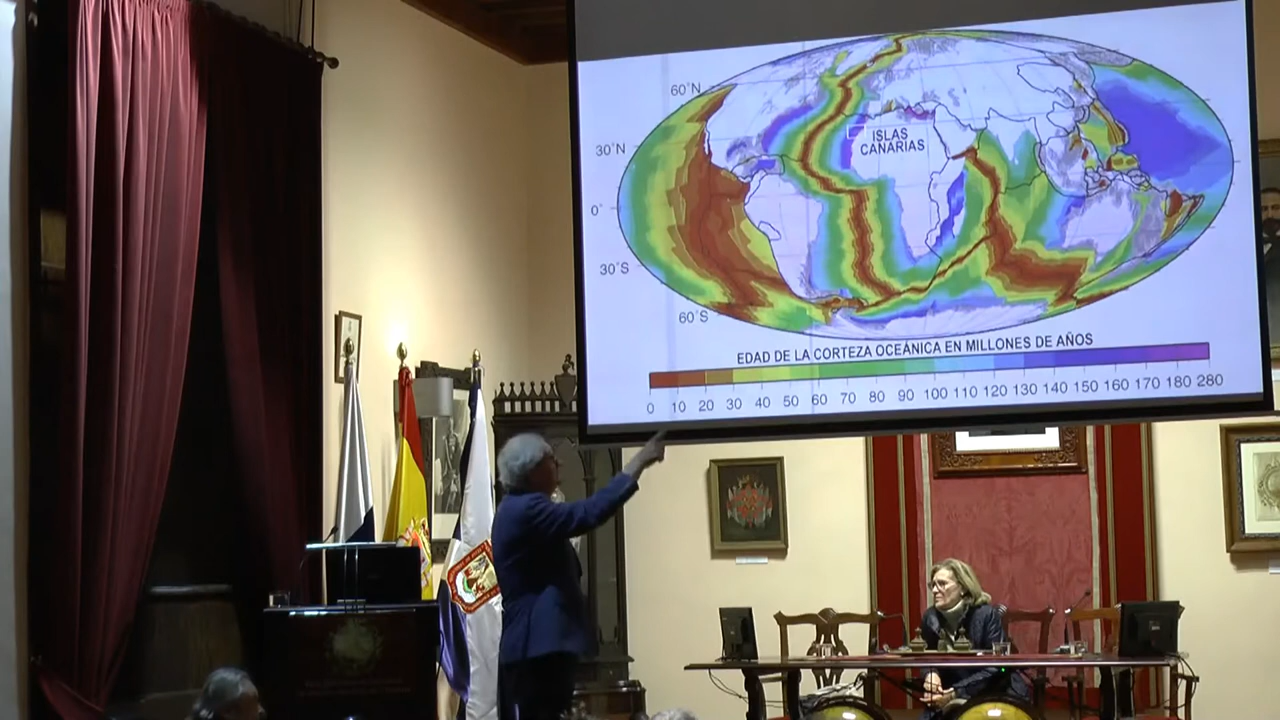 60°N
30°N
0°
30°S
60°S
ISLAS
CANARIAS
EDAD DE LA CORTEZA OCEÁNICA EN MILLONES DE AÑOS
0 10 20 30 40 50 60 70 80 90 100 110 120 130 140 150 160 170 180 280